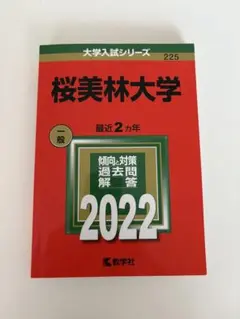 大学入試シリーズ
225
桜美林大学
一般
最近2カ年
傾向と対策
過去問
解答
2022
教学社